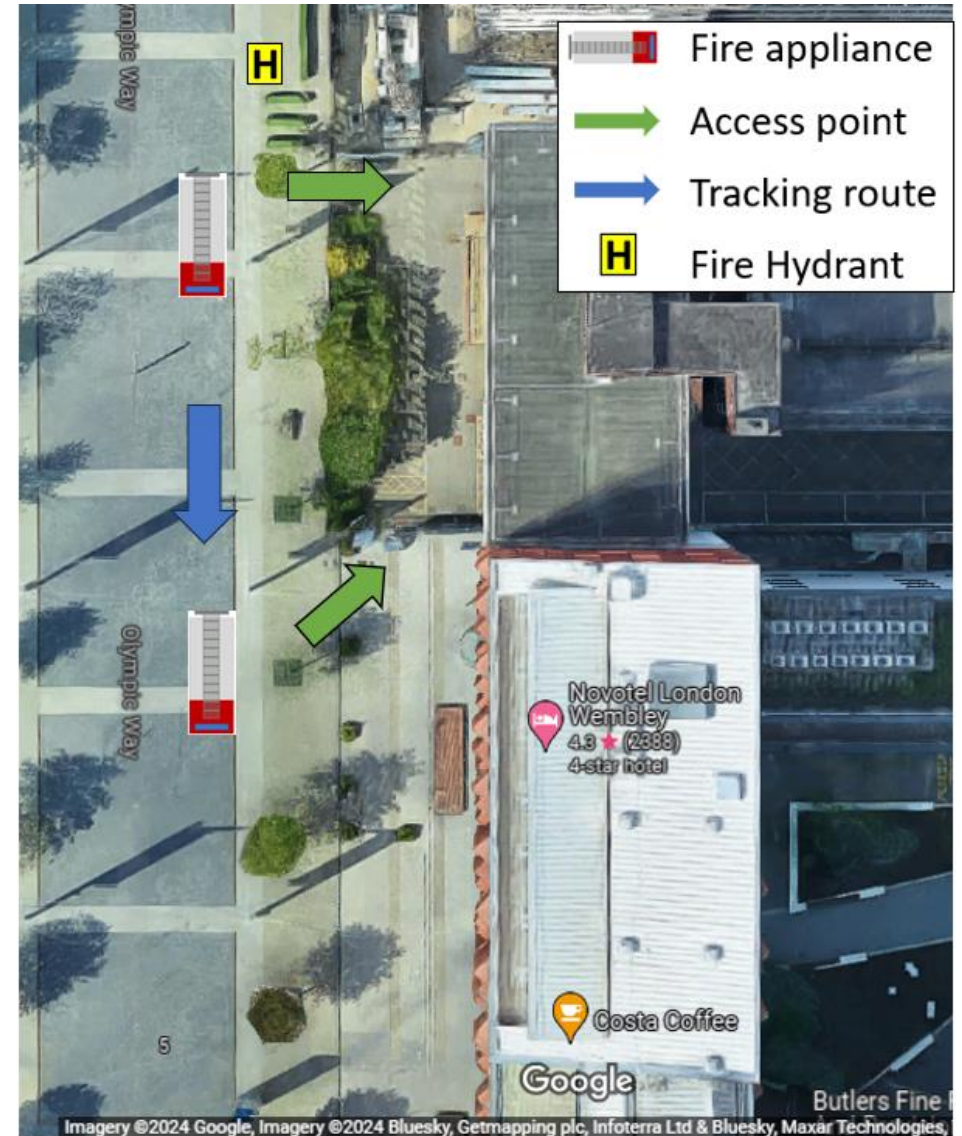 Olympic Way
H
Fire appliance
Access point
Tracking route
H Fire Hydrant
Olympic Way
Novotel London
Wembley
4.3 ★ (2388)
4-star hotel
Costa Coffee
5
Google
Butlers Fine
Imagery ©2024 Google, Imagery ©2024 Bluesky, Getmapping plc, Infoterra Ltd & Bluesky, Maxar Technologies,